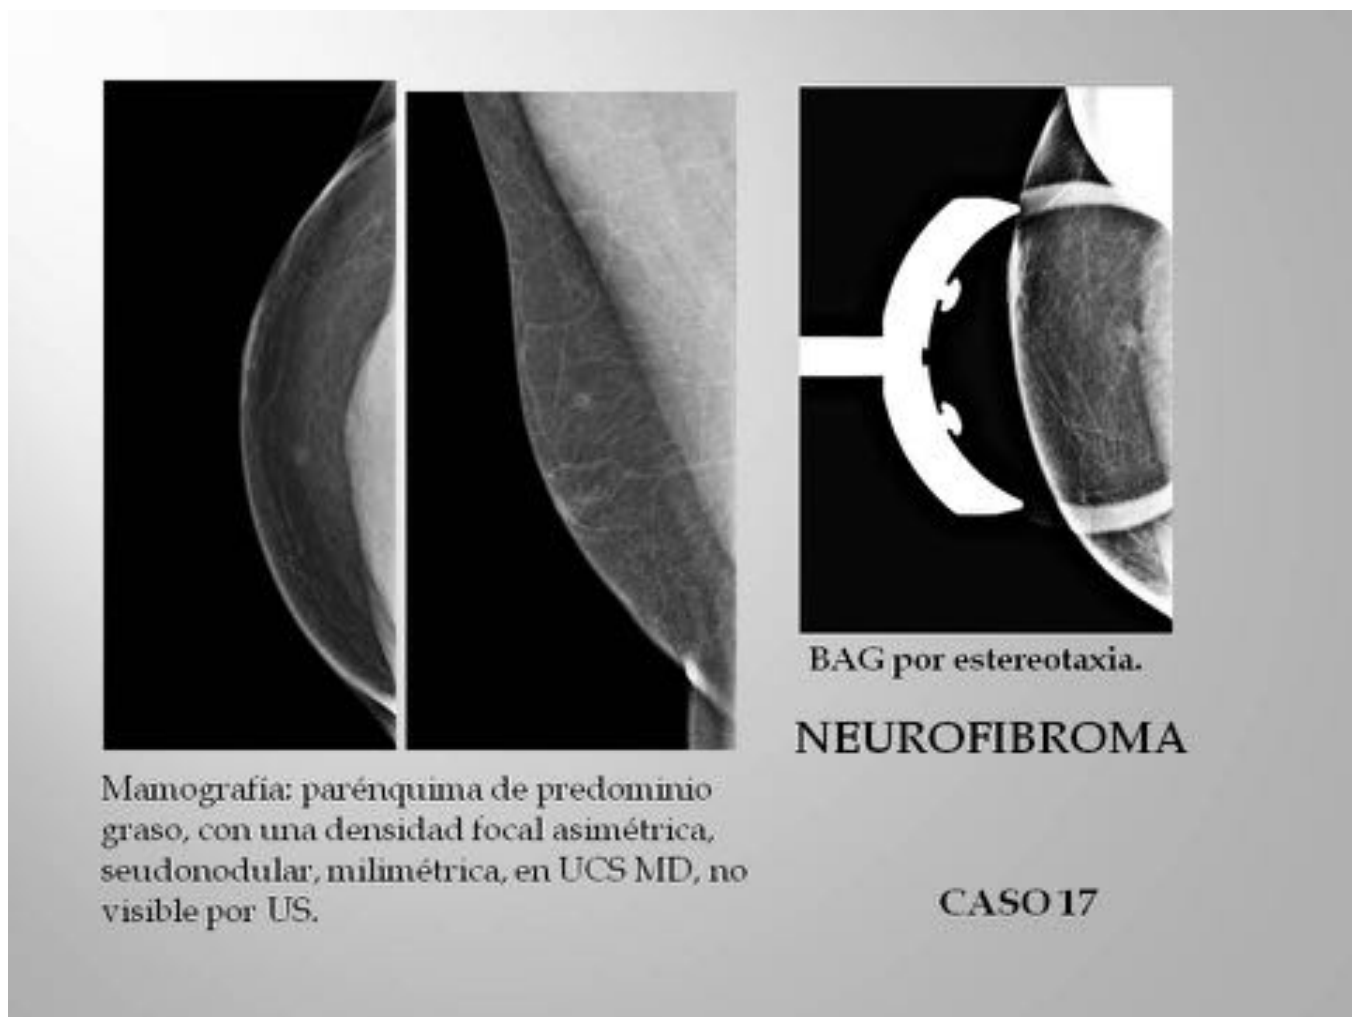 BAG por estereotaxia.
NEUROFIBROMA
Mamografía: parénquima de predominio
graso, con una densidad focal asimétrica,
seudonodular, milimétrica, en UCS MD, no
visible por US.
CASO 17